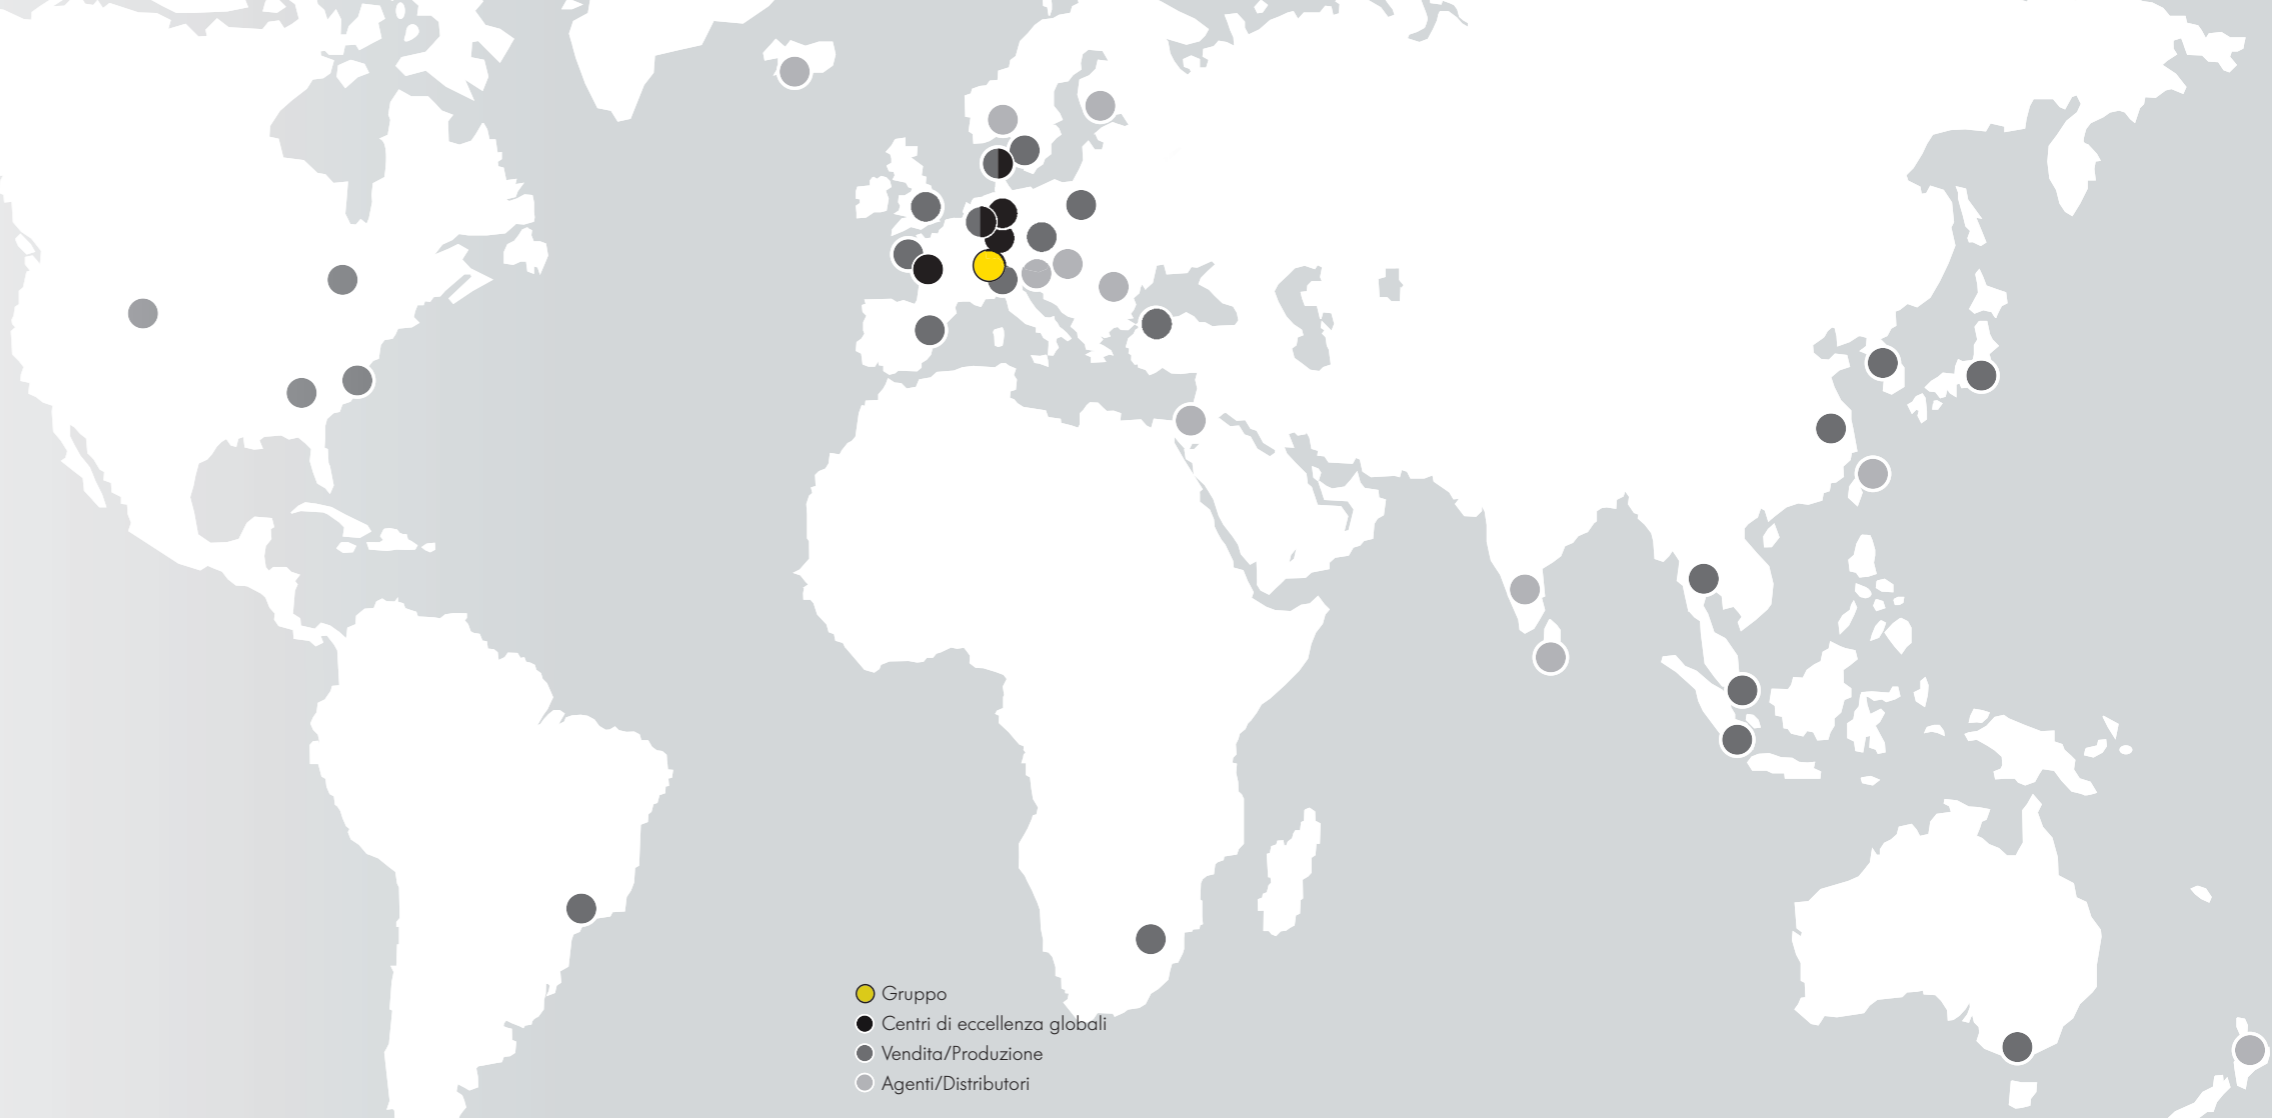 Gruppo
Centri di eccellenza globali
Vendita/Produzione
Agenti/Distributori